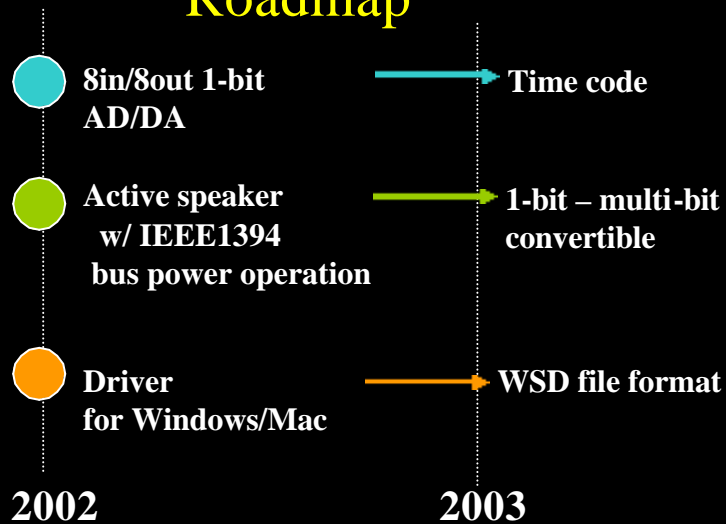 Roadmap
8in/8out 1-bit
AD/DA
Time code
Active speaker
w/ IEEE1394
bus power operation
1-bit – multi-bit
convertible
Driver
for Windows/Mac
WSD file format
2002
2003